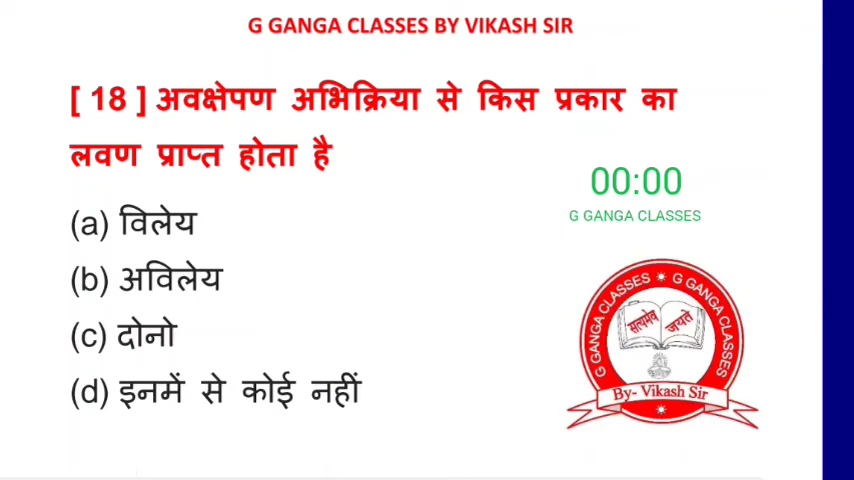 G GANGA CLASSES BY VIKASH SIR
[ 18 ] अवक्षेपण अभिक्रिया से किस प्रकार का
लवण प्राप्त होता है
00:00
G GANGA CLASSES
(a) विलेय
(b) अविलेय
(c) दोनो
(d) इनमें से कोई नहीं
G GANGA CLASSES * G GANGA CLASSES
सत्यमेव जयते
By- Vikash Sir